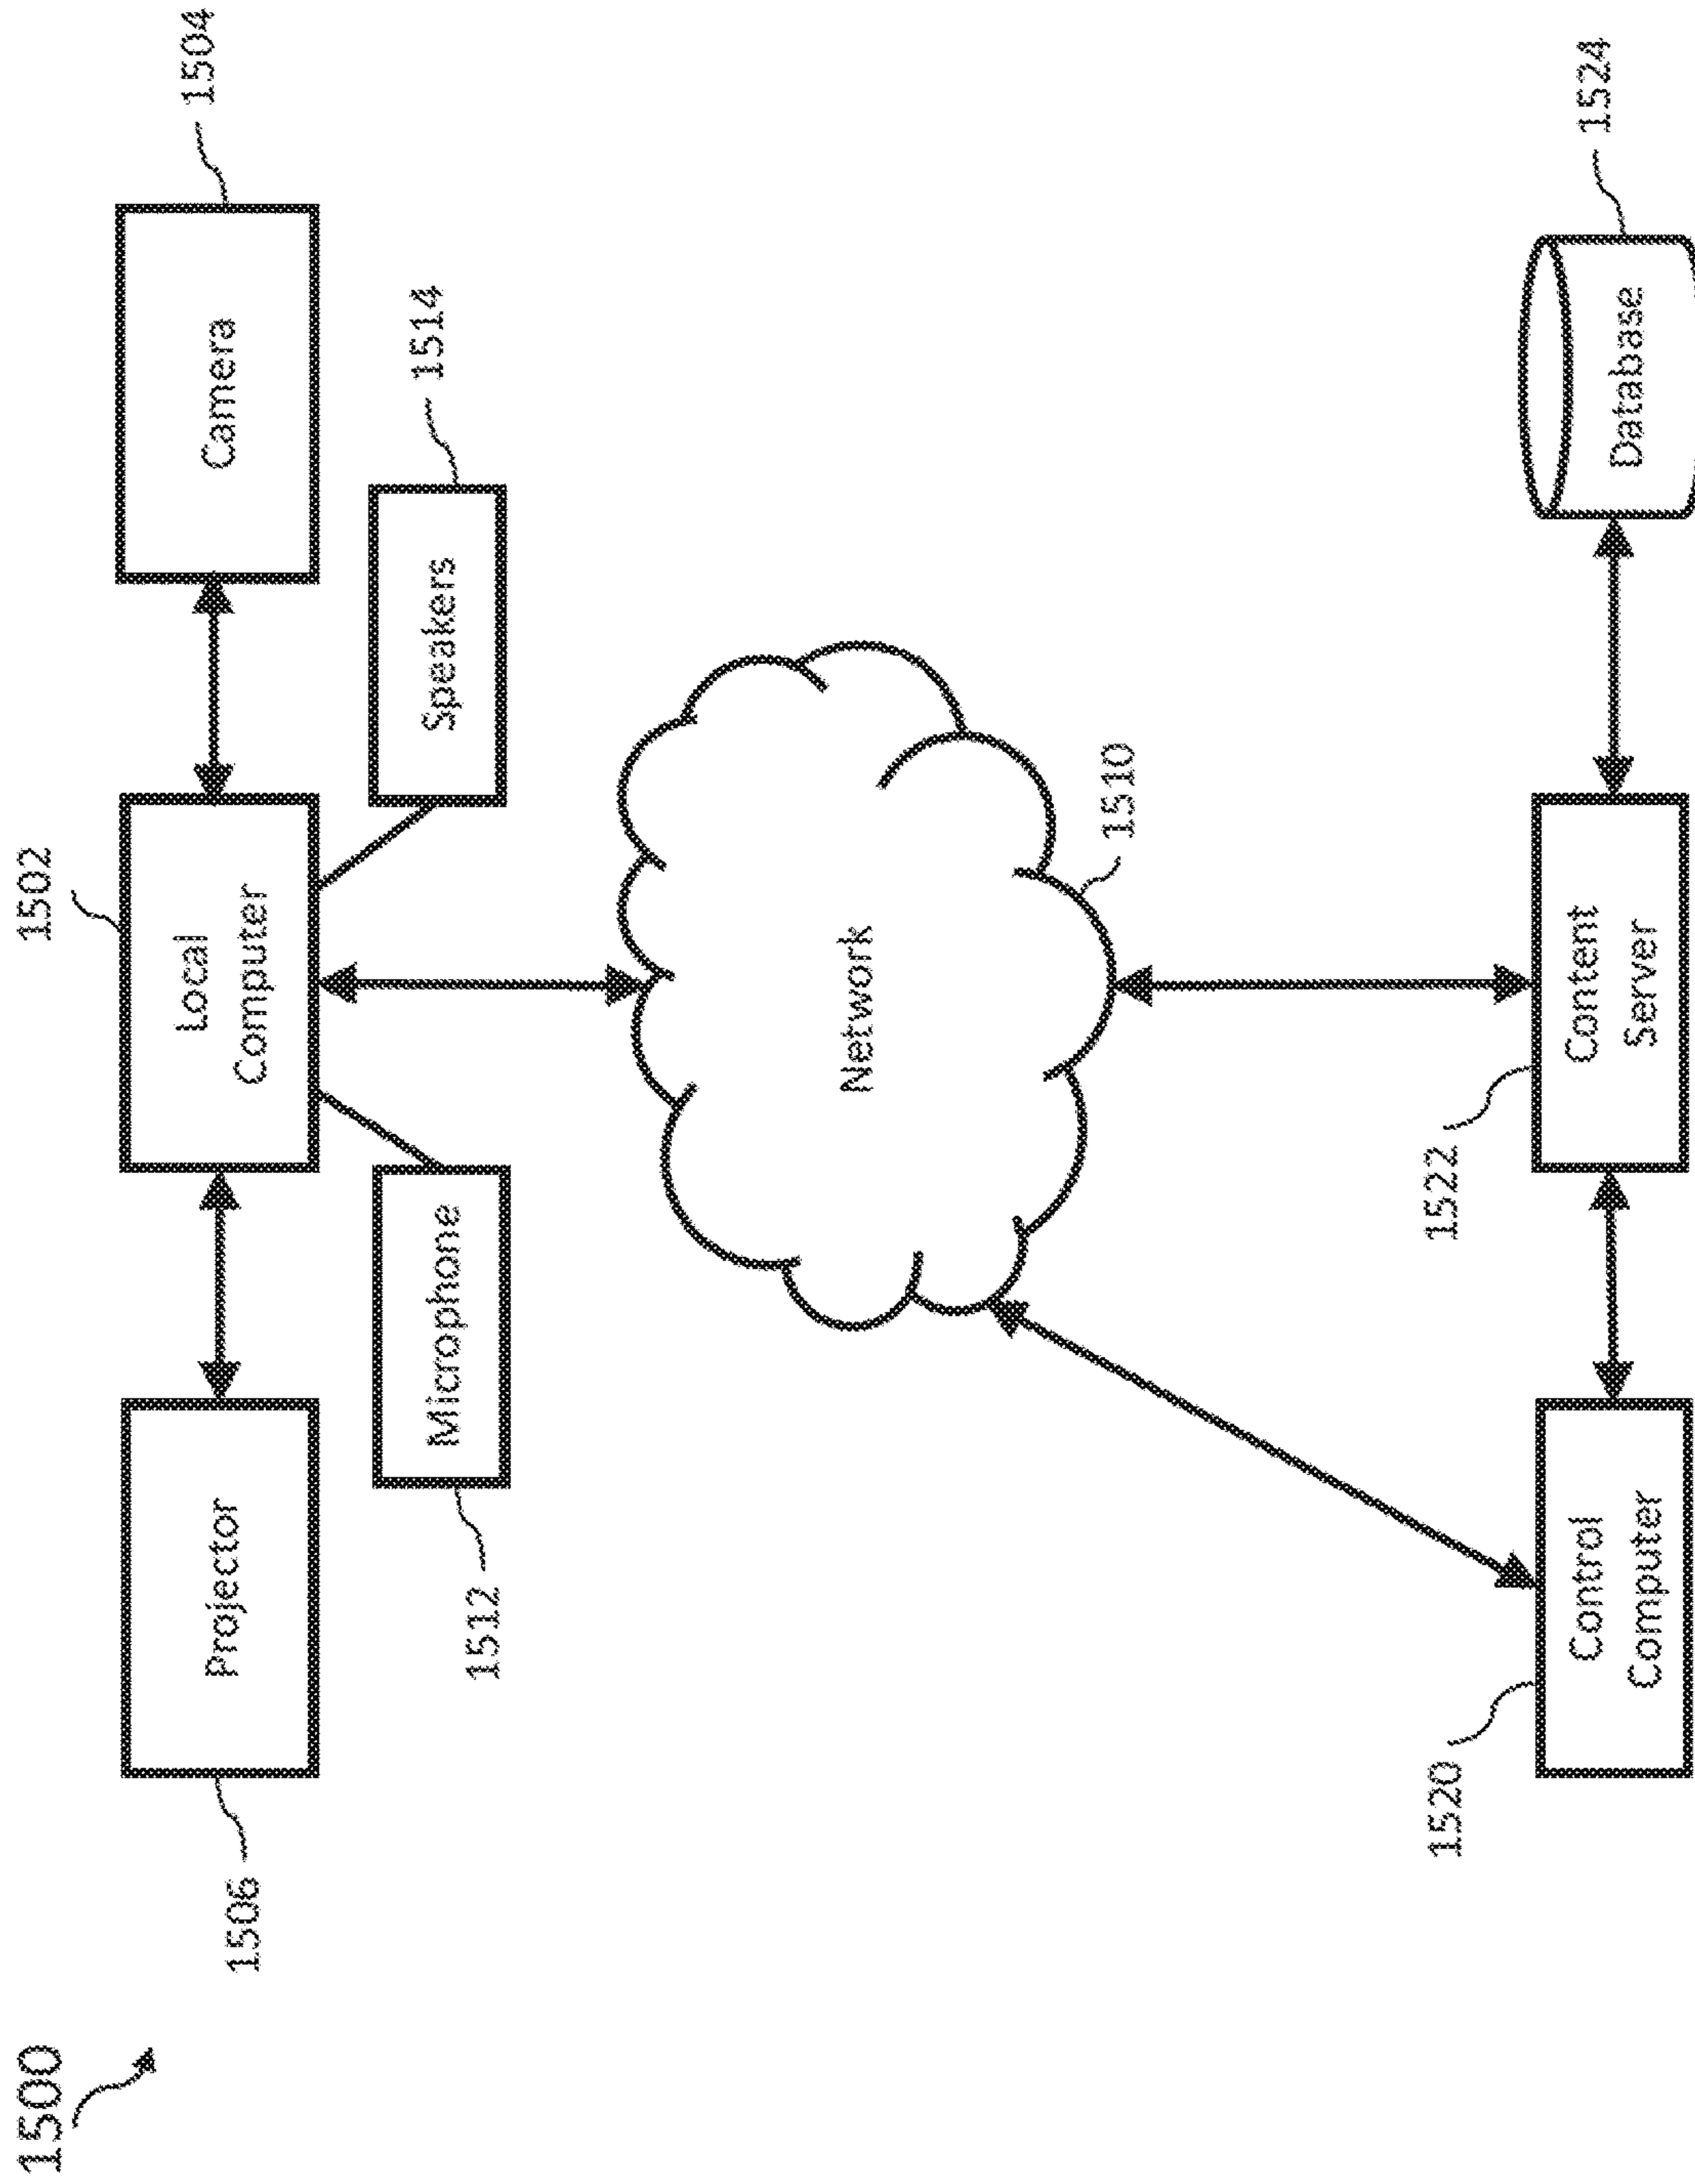 1500
1502
1506
Projector
Local
Computer
Camera
1504
1512
Microphone
Speakers
1514
Network
1510
1520
Control
Computer
1522
Content
Server
Database
1524